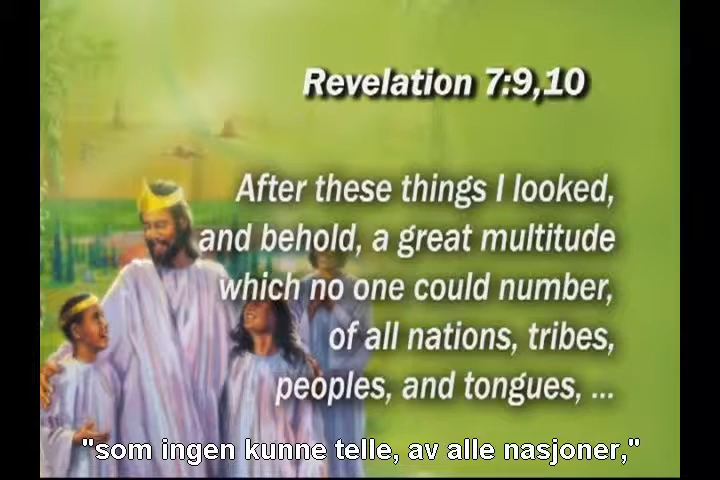 Revelation 7:9,10
After these things I looked,
and behold, a great multitude
which no one could number,
of all nations, tribes,
peoples, and tongues, ...
"som ingen kunne telle, av alle nasjoner,"